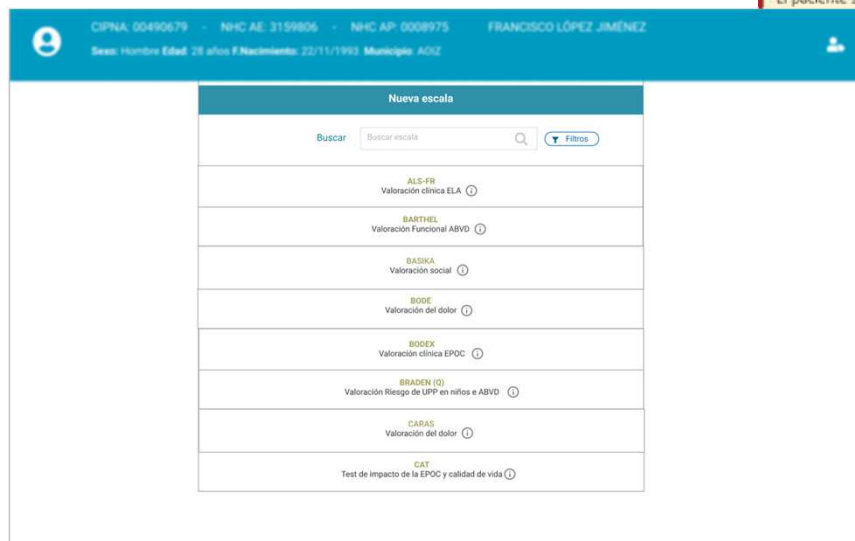 El paciente
CIPNA: 00490679 - NHC AE: 3159806 - NHC AP: 0008975 FRANCISCO LÓPEZ JIMÉNEZ
Sexo: Hombre Edad: 28 años F.Nacimiento: 22/11/1993 Municipio: AOIZ
Nueva escala
Buscar Buscar escala Filtros
ALS-FR
Valoración clínica ELA
BARTHEL
Valoración Funcional ABVD
BASIKA
Valoración social
BODE
Valoración del dolor
BODEX
Valoración clínica EPOC
BRADEN (Q)
Valoración Riesgo de UPP en niños e ABVD
CARAS
Valoración del dolor
CAT
Test de impacto de la EPOC y calidad de vida